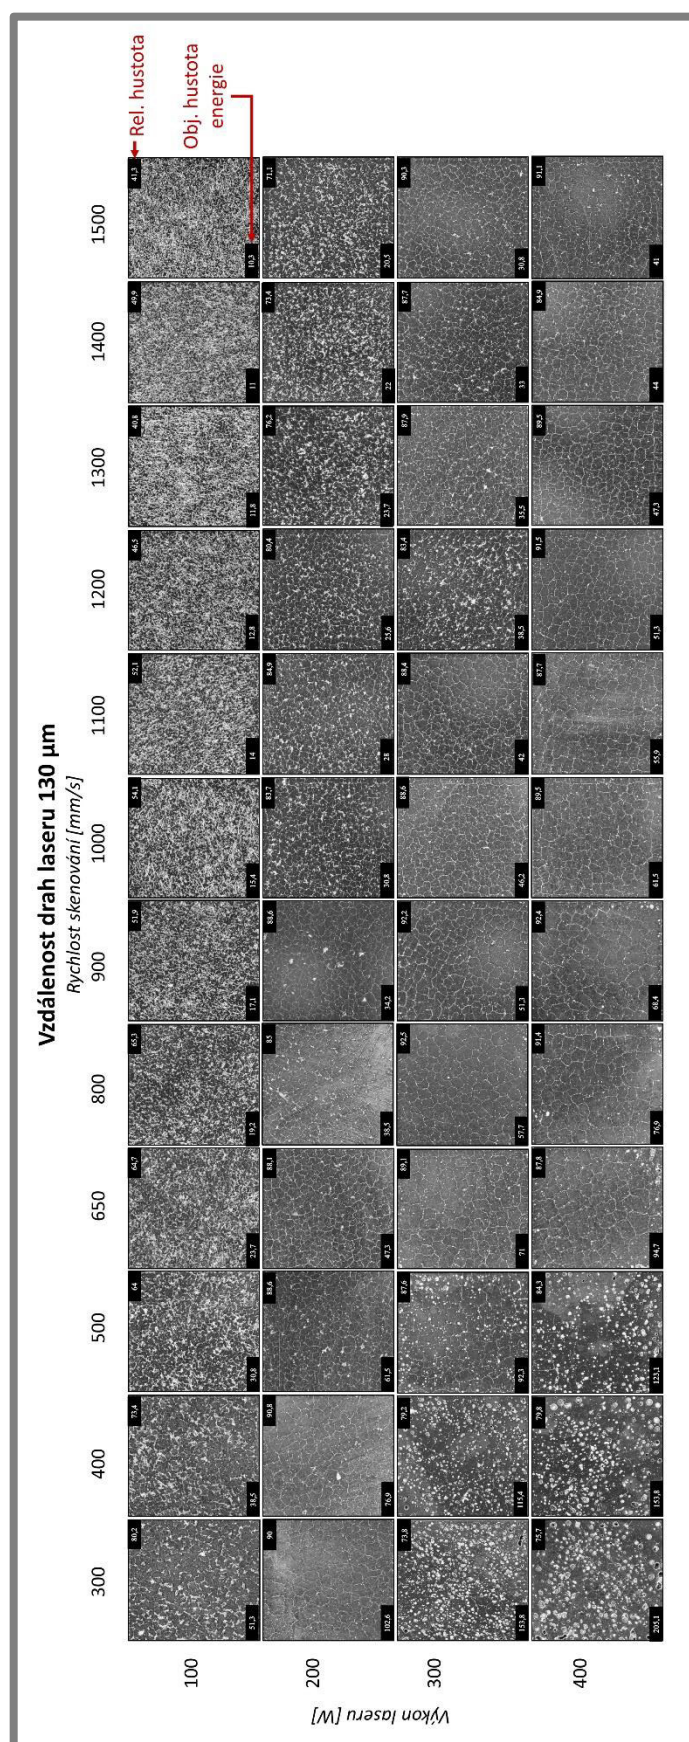 Vzdálenost drah laseru 130 µm
Rychlost skenování [mm/s]
300 400 500 650 800 900 1000 1100 1200 1300 1400 1500
Rel. hustota
Obj. hustota
energie
Výkon laseru [W]
100
80,2 73,4 64 64,7 65,3 51,9 54,1 52,1 46,5 40,8 49,9 41,3
51,3 38,5 30,8 23,7 19,2 17,1 15,4 14 12,8 11,8 11 10,3
200
90 90,8 88,6 88,1 85 88,6 83,7 84,9 80,4 76,2 73,4 71,1
102,6 76,9 61,5 47,3 38,5 34,2 30,8 28 25,6 23,7 22 20,5
300
73,8 79,2 87,6 89,1 92,5 92,2 88,6 88,4 83,4 87,9 87,7 90,3
153,8 115,4 92,3 71 57,7 51,3 46,2 42 38,5 35,5 33 30,8
400
75,7 79,8 84,3 87,8 91,4 92,4 89,5 87,7 91,5 89,5 84,9 91,1
205,1 153,8 123,1 94,7 76,9 68,4 61,5 55,9 51,3 47,3 44 41